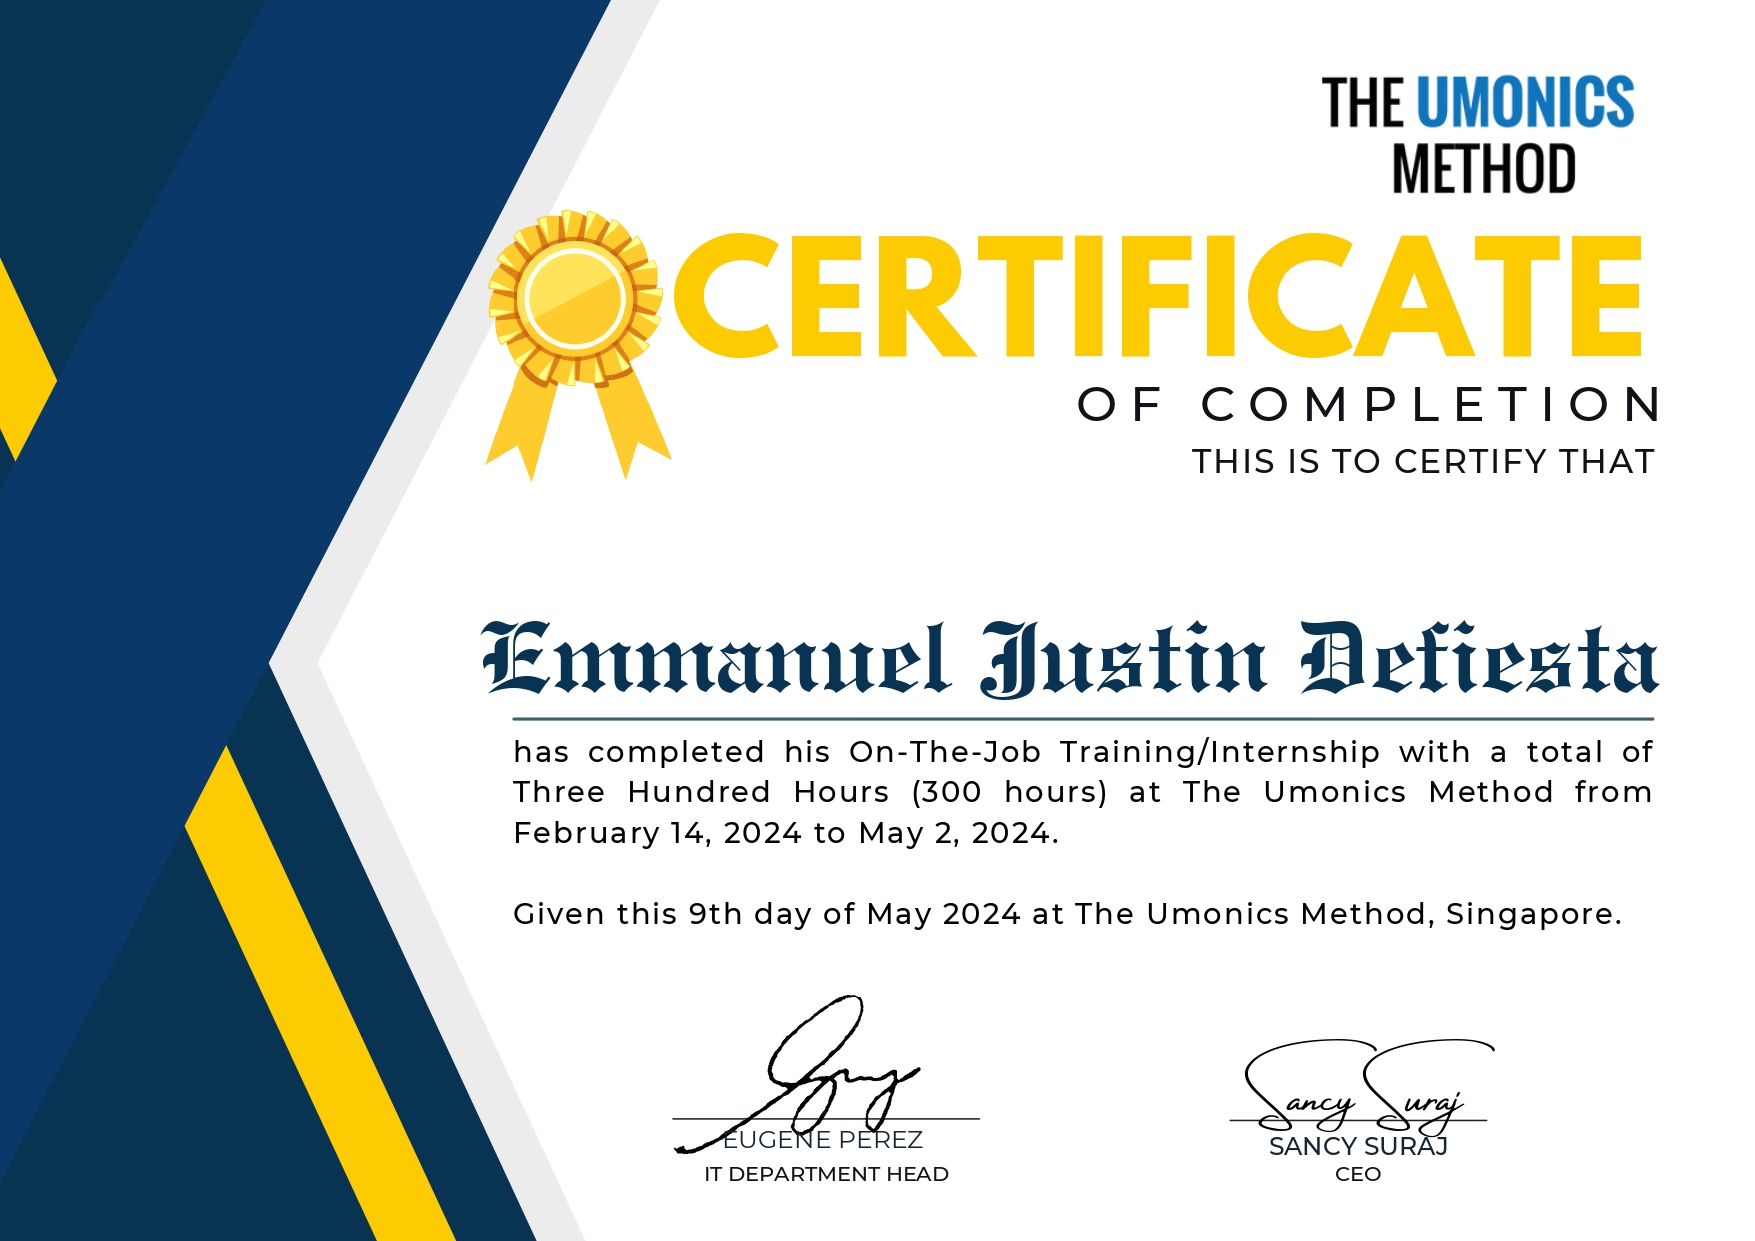 THE UMONICS
METHOD
CERTIFICATE
OF COMPLETION
THIS IS TO CERTIFY THAT
Emmanuel Justin Defiesta
has completed his On-The-Job Training/Internship with a total of
Three Hundred Hours (300 hours) at The Umonics Method from
February 14, 2024 to May 2, 2024.
Given this 9th day of May 2024 at The Umonics Method, Singapore.
Sancy Suraj
EUGENE PEREZ
SANCY SURAJ
IT DEPARTMENT HEAD
CEO